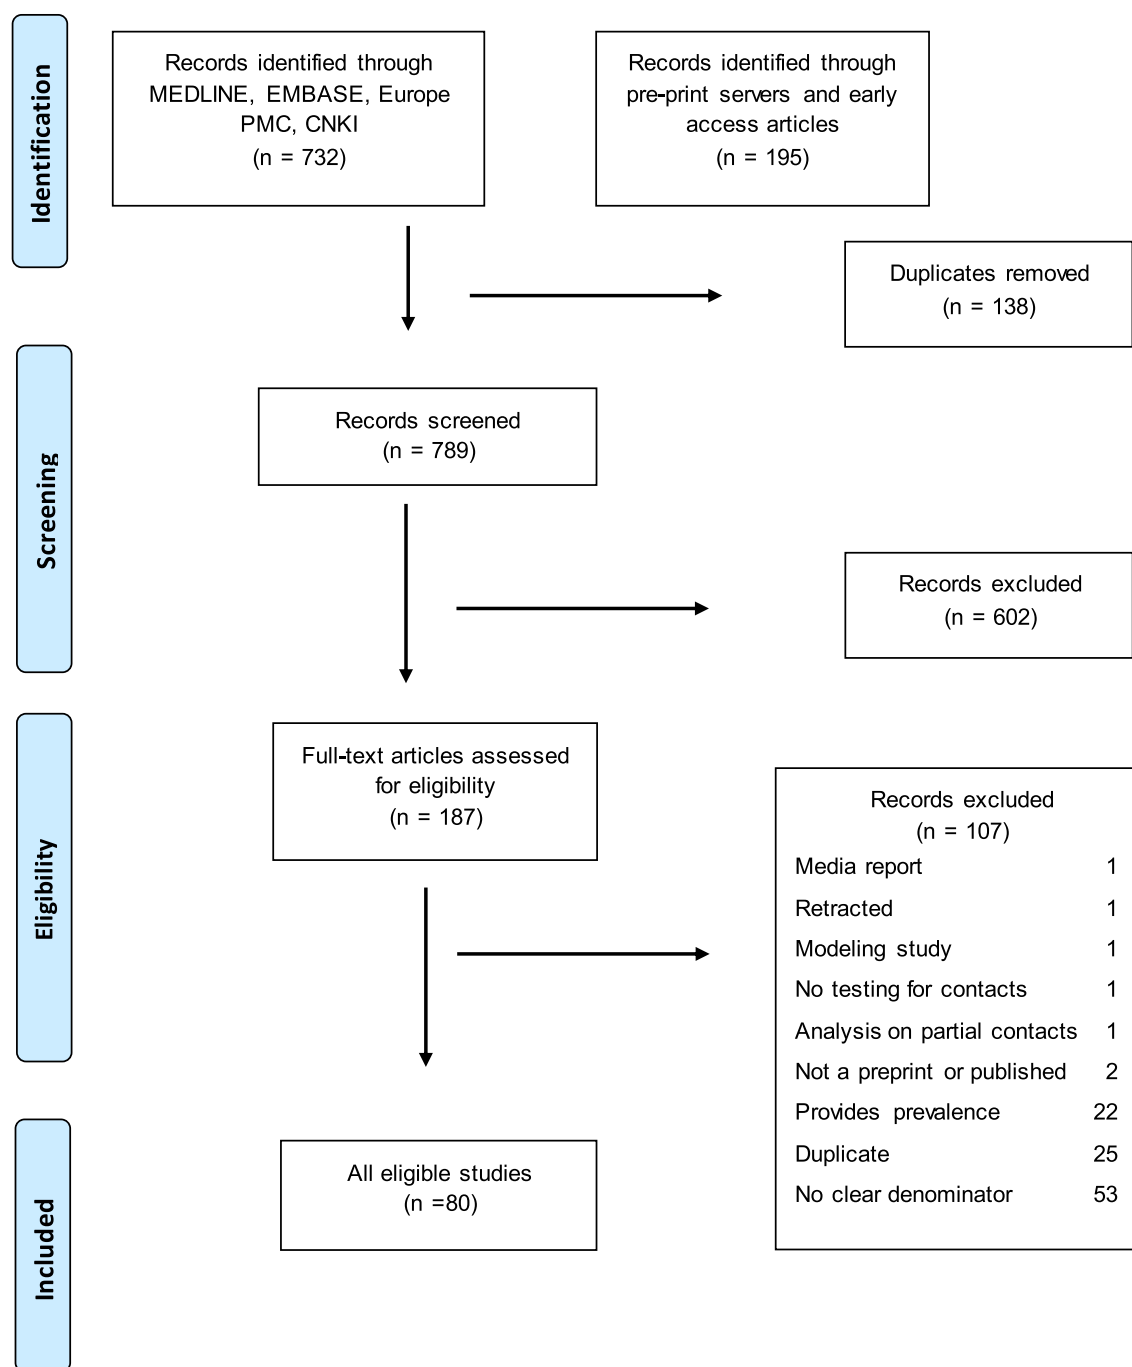 Identification
Records identified through
MEDLINE, EMBASE, Europe
PMC, CNKI
(n = 732)
Records identified through
pre-print servers and early
access articles
(n = 195)
Duplicates removed
(n = 138)
Screening
Records screened
(n = 789)
Records excluded
(n = 602)
Eligibility
Full-text articles assessed
for eligibility
(n = 187)
Records excluded
(n = 107)
Media report 1
Retracted 1
Modeling study 1
No testing for contacts 1
Analysis on partial contacts 1
Not a preprint or published 2
Provides prevalence 22
Duplicate 25
No clear denominator 53
Included
All eligible studies
(n =80)